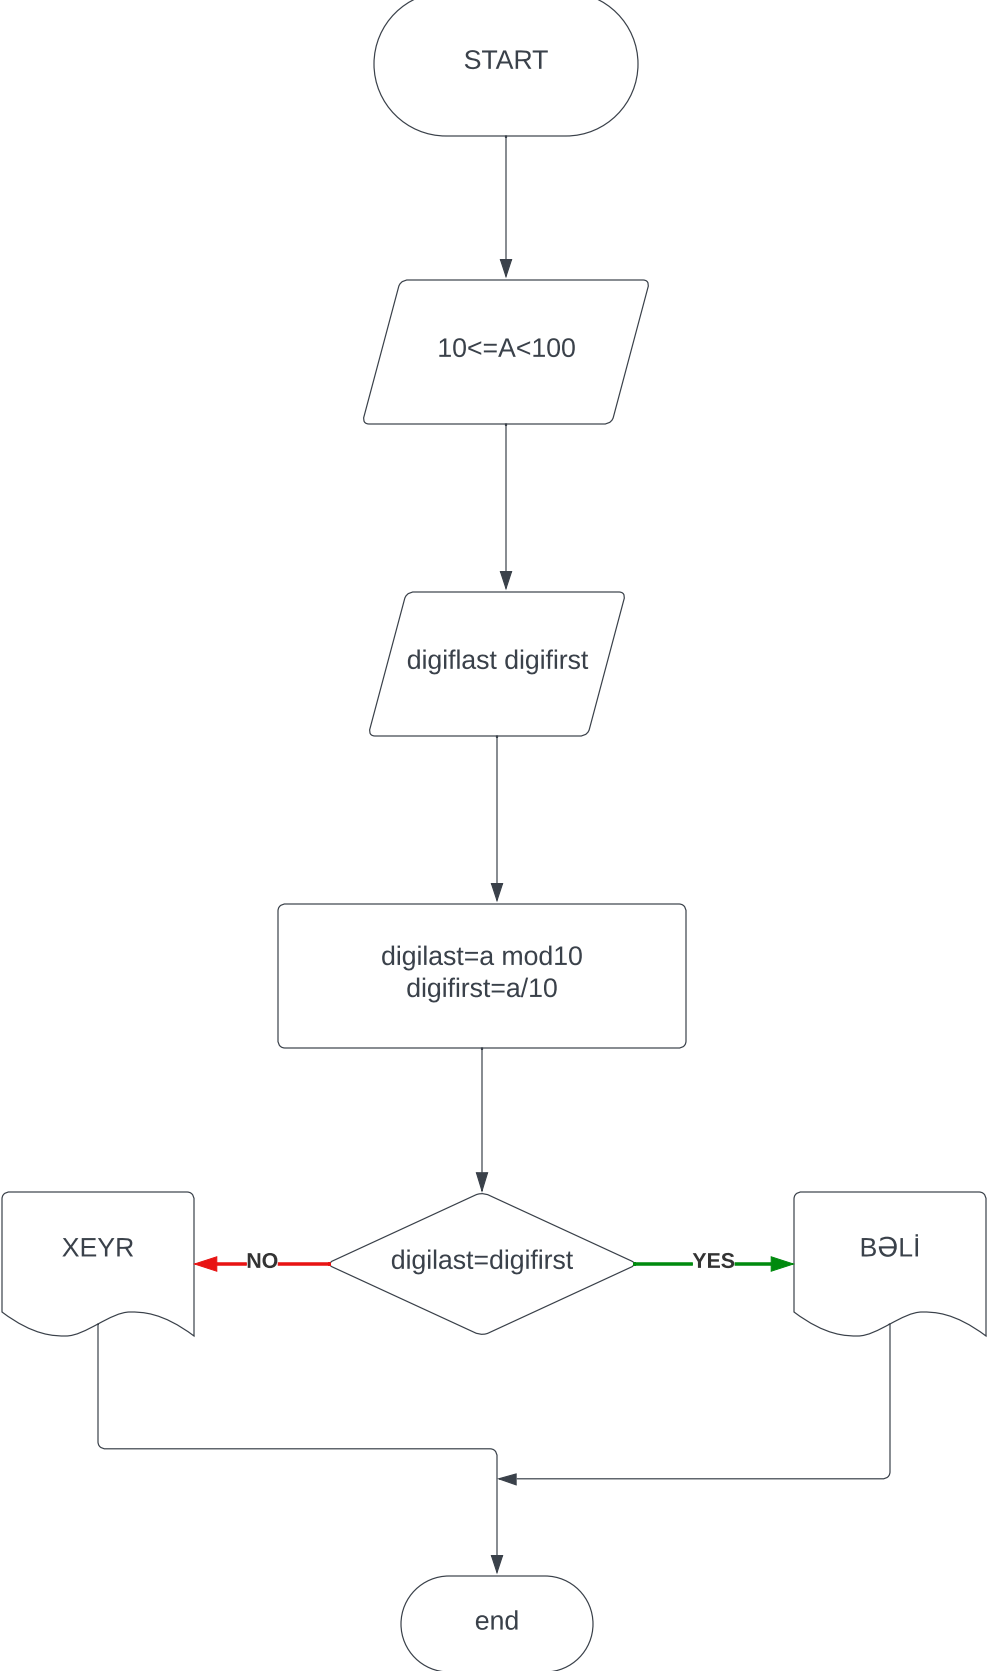 START
10<=A<100
digiflast digifirst
digilast=a mod10
digifirst=a/10
XEYR
NO
digilast=digifirst
YES
BƏLİ
end